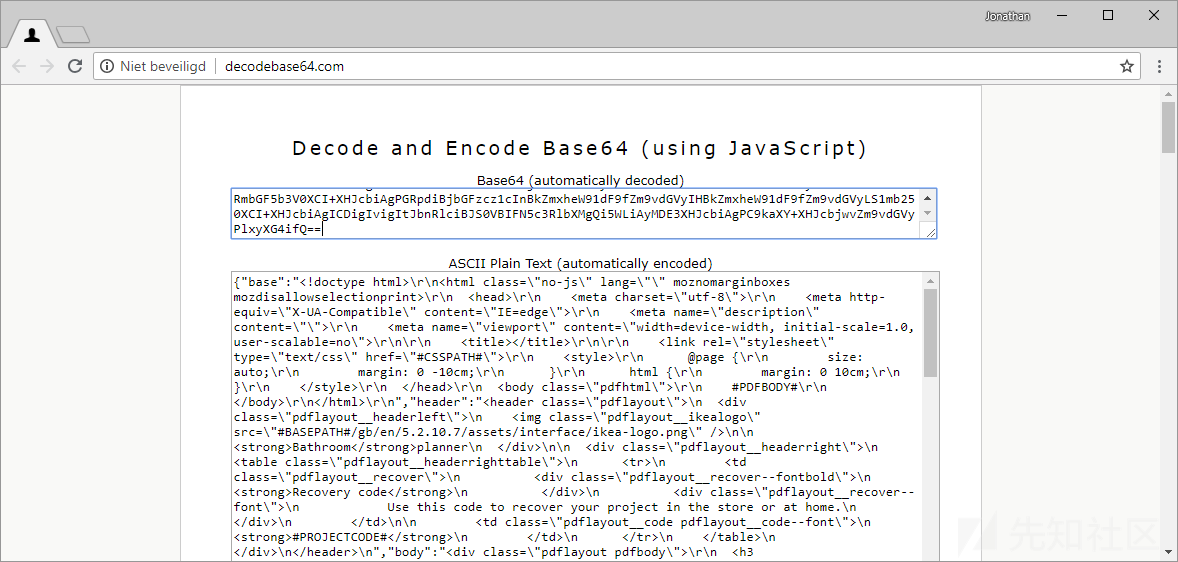 Jonathan
Niet beveiligd
decodebase64.com
Decode and Encode Base64 (using JavaScript)
Base64 (automatically decoded)
RmbGF5b3V0XCI+XHJcbiAgPGRpdiBjbGFzcz1cInBkZmxheW91dF9fZm9vdGVyIHBkZmxheW91dF9fZm9vdGVyLS1mb25
0XCI+XHJcbiAgICDigIvigItJbnRlciBJS0VBIFN5c3RlbXMgQi5WLiAyMDE3XHJcbiAgPC9kaXY+XHJcbjwvZm9vdGVy
PlxyXG4ifQ==
ASCII Plain Text (automatically encoded)
{"base":"<!doctype html>\r\n<html class=\"no-js\" lang=\"\" moznomarginboxes
mozdisallowselectionprint>\r\n  <head>\r\n    <meta charset=\"utf-8\">\r\n    <meta http-
equiv=\"X-UA-Compatible\" content=\"IE=edge\">\r\n    <meta name=\"description\"
content=\"\">\r\n    <meta name=\"viewport\" content=\"width=device-width, initial-scale=1.0,
user-scalable=no\">\r\n\r\n    <title></title>\r\n\r\n    <link rel=\"stylesheet\"
type=\"text/css\" href=\"#CSSPATH#\">\r\n    <style>\r\n      @page {\r\n        size:
auto;\r\n        margin: 0 -10cm;\r\n      }\r\n      html {\r\n        margin: 0 10cm;\r\n
}\r\n    </style>\r\n  </head>\r\n  <body class=\"pdfhtml\">\r\n    #PDFBODY#\r\n
</body>\r\n</html>\r\n","header":"<header class=\"pdflayout\">\n  <div
class=\"pdflayout__headerleft\">\n    <img class=\"pdflayout__ikealogo\"
src=\"#BASEPATH#/gb/en/5.2.10.7/assets/interface/ikea-logo.png\" />\n\n
<strong>Bathroom</strong>planner\n  </div>\n\n  <div class=\"pdflayout__headerright\">\n
<table class=\"pdflayout__headerrighttable\">\n      <tr>\n        <td
class=\"pdflayout__recover\">\n          <div class=\"pdflayout__recover--fontbold\">\n
<strong>Recovery code</strong>\n          </div>\n          <div class=\"pdflayout__recover--
font\">\n            Use this code to recover your project in the store or at home.\n
</div>\n        </td>\n\n        <td class=\"pdflayout__code pdflayout__code--font\">\n
<strong>#PROJECTCODE#</strong>\n        </td>\n      </tr>\n    </table>\n
</div>\n</header>\n","body":"<div class=\"pdflayout pdfbody\">\r\n  <h3
先知社区